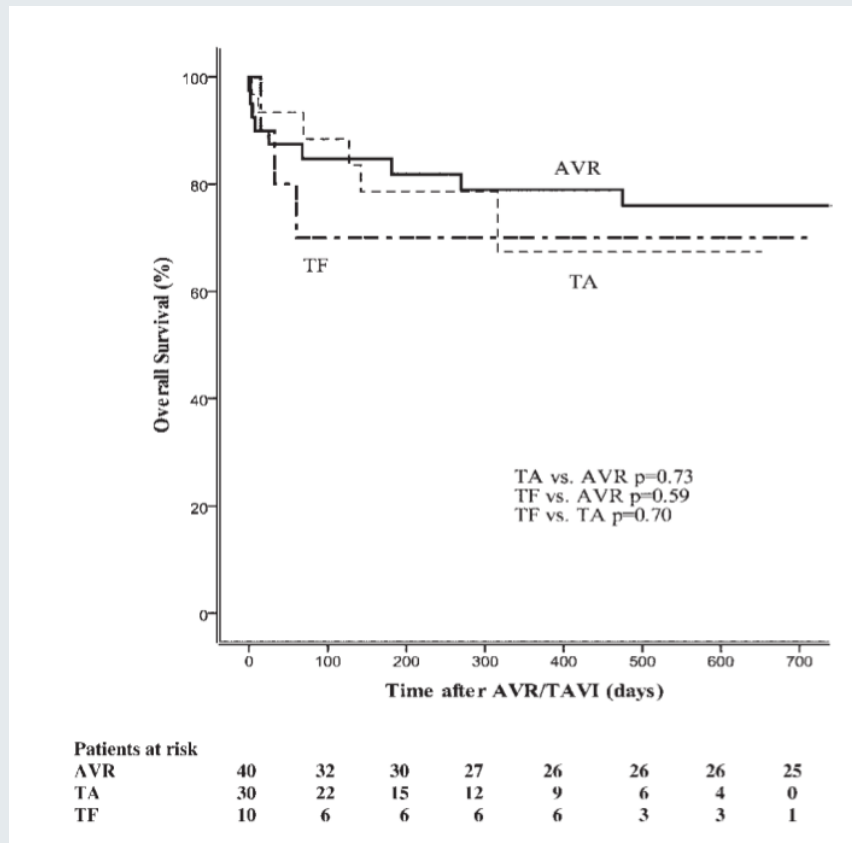 100
80
60
40
20
0
Overall Survival (%)
AVR
TF
TA
TA vs. AVR p=0.73
TF vs. AVR p=0.59
TF vs. TA p=0.70
0 100 200 300 400 500 600 700
Time after AVR/TAVI (days)
Patients at risk
AVR 40 32 30 27 26 26 26 25
TA 30 22 15 12 9 6 4 0
TF 10 6 6 6 6 3 3 1